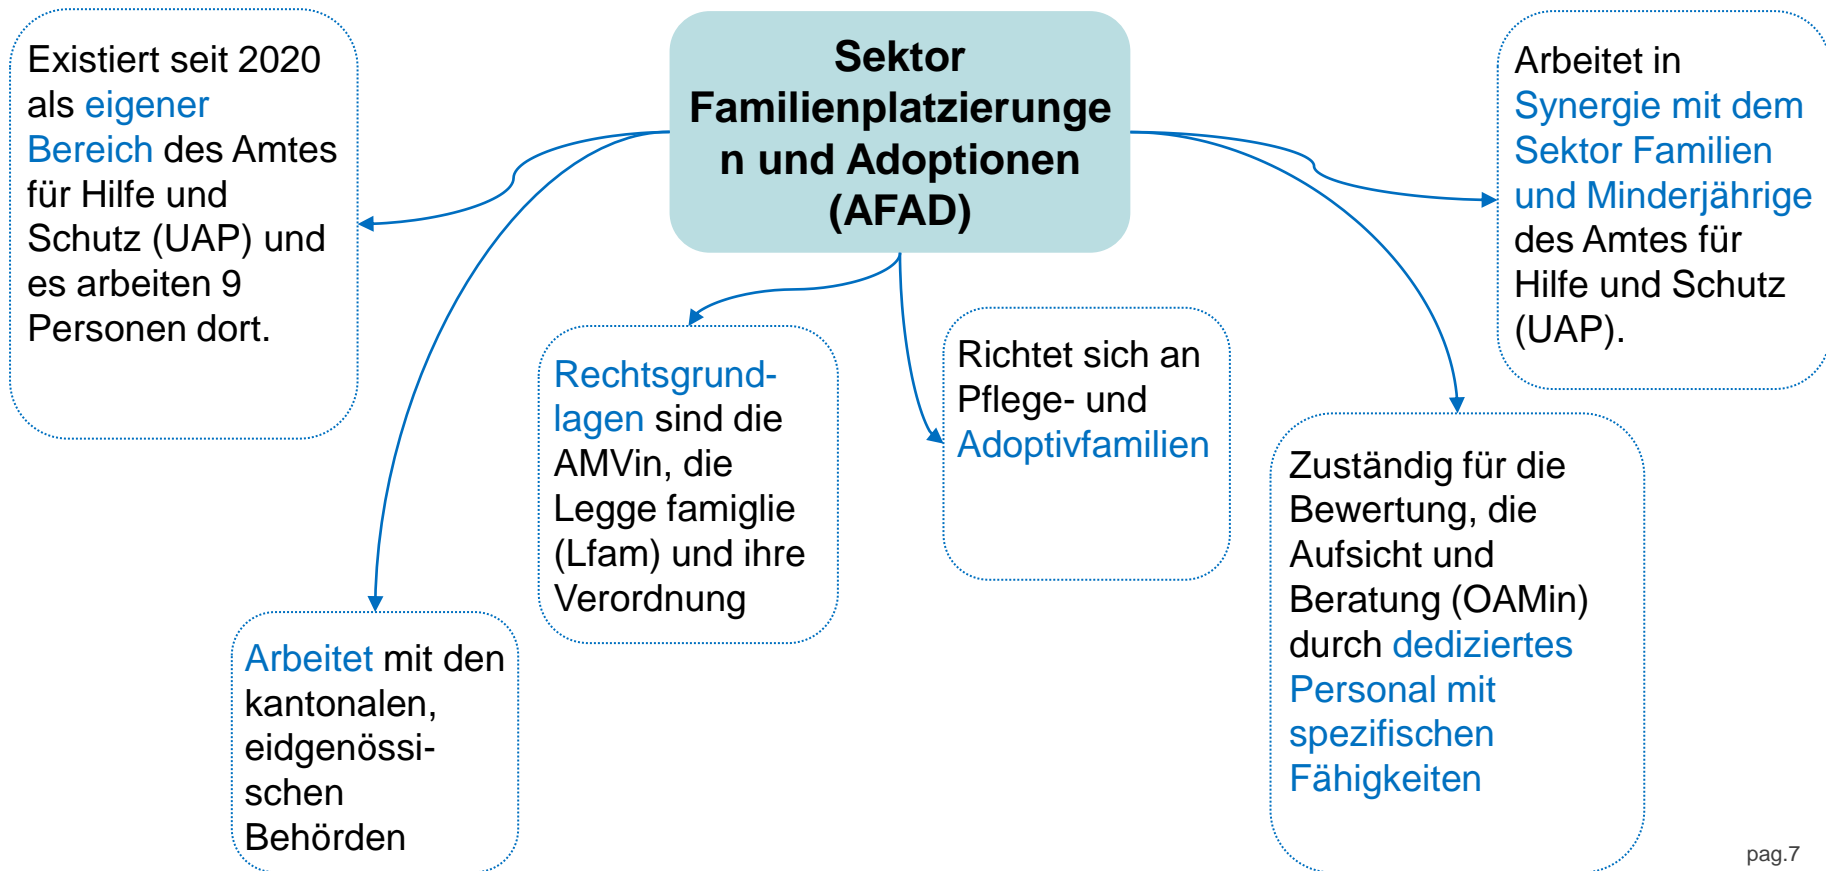 Sektor
Familienplatzierunge
n und Adoptionen
(AFAD)
Existiert seit 2020
als eigener
Bereich des Amtes
für Hilfe und
Schutz (UAP) und
es arbeiten 9
Personen dort.
Arbeitet mit den
kantonalen,
eidgenössi-
schen
Behörden
Rechtsgrund-
lagen sind die
AMVin, die
Legge famiglie
(Lfam) und ihre
Verordnung
Richtet sich an
Pflege- und
Adoptivfamilien
Zuständig für die
Bewertung, die
Aufsicht und
Beratung (OAMin)
durch dediziertes
Personal mit
spezifischen
Fähigkeiten
Arbeitet in
Synergie mit dem
Sektor Familien
und Minderjährige
des Amtes für
Hilfe und Schutz
(UAP).
pag.7